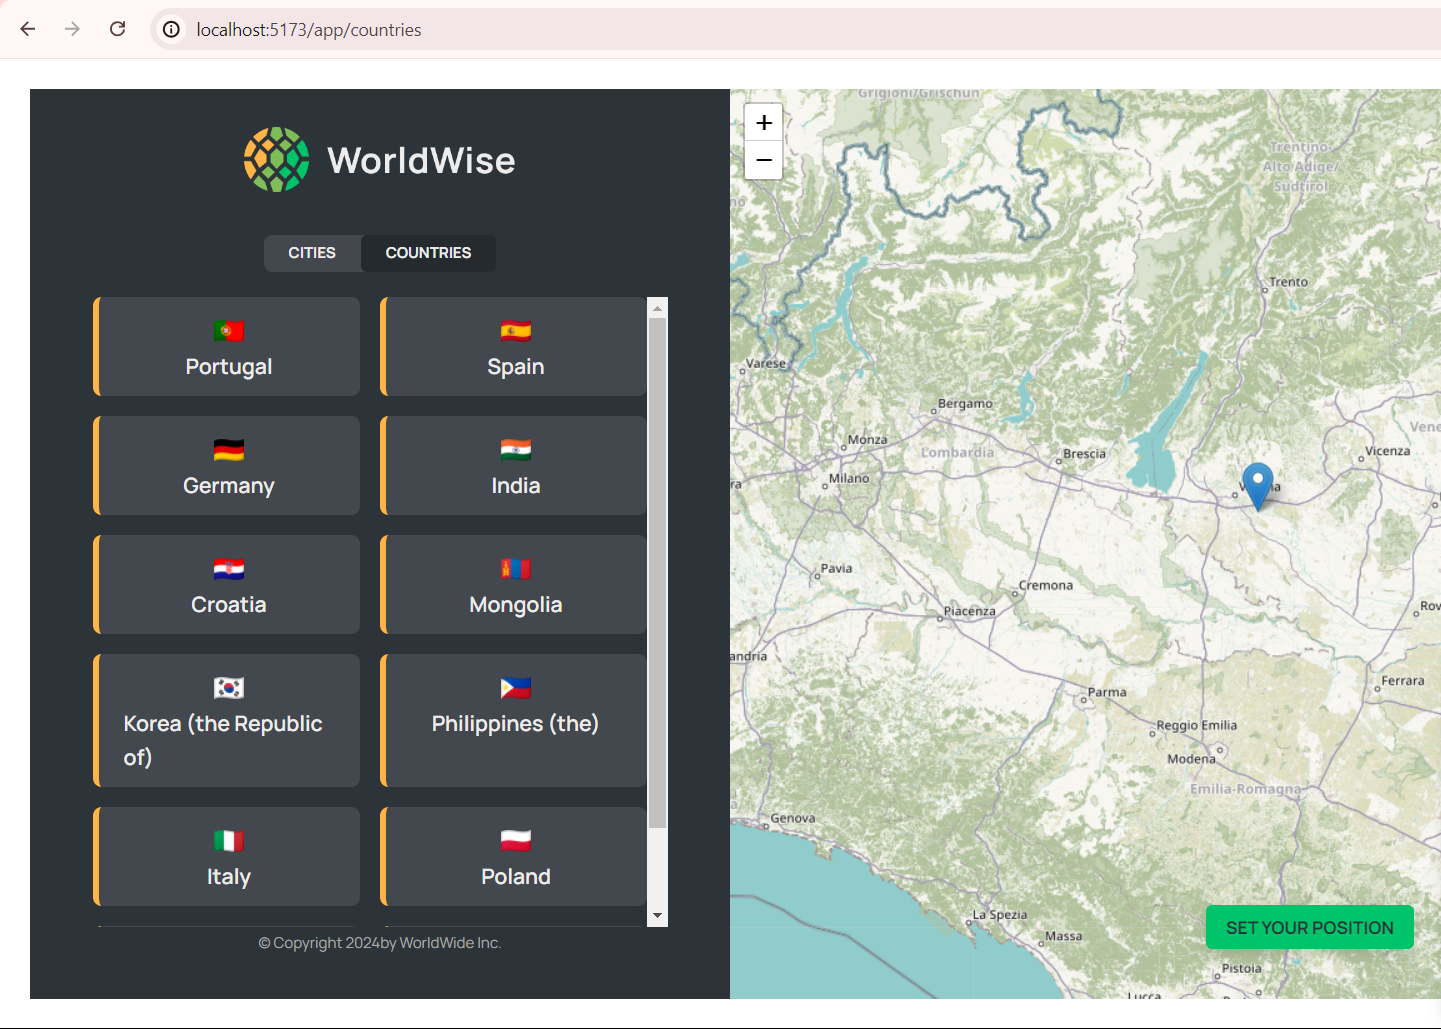 localhost:5173/app/countries
WorldWise
CITIES
COUNTRIES
Portugal
Spain
Germany
India
Croatia
Mongolia
Korea (the Republic
of)
Philippines (the)
Italy
Poland
© Copyright 2024by WorldWide Inc.
+
−
Grigioni/Grischun
Trentino-
Alto Adige/
Südtirol
Trento
Varese
Bergamo
Monza
Lombardia
Brescia
Milano
Vicenza
Pavia
Cremona
Piacenza
Parma
Ferrara
Reggio Emilia
Modena
Emilia-Romagna
Genova
La Spezia
Massa
SET YOUR POSITION
Pistoia
Lucca